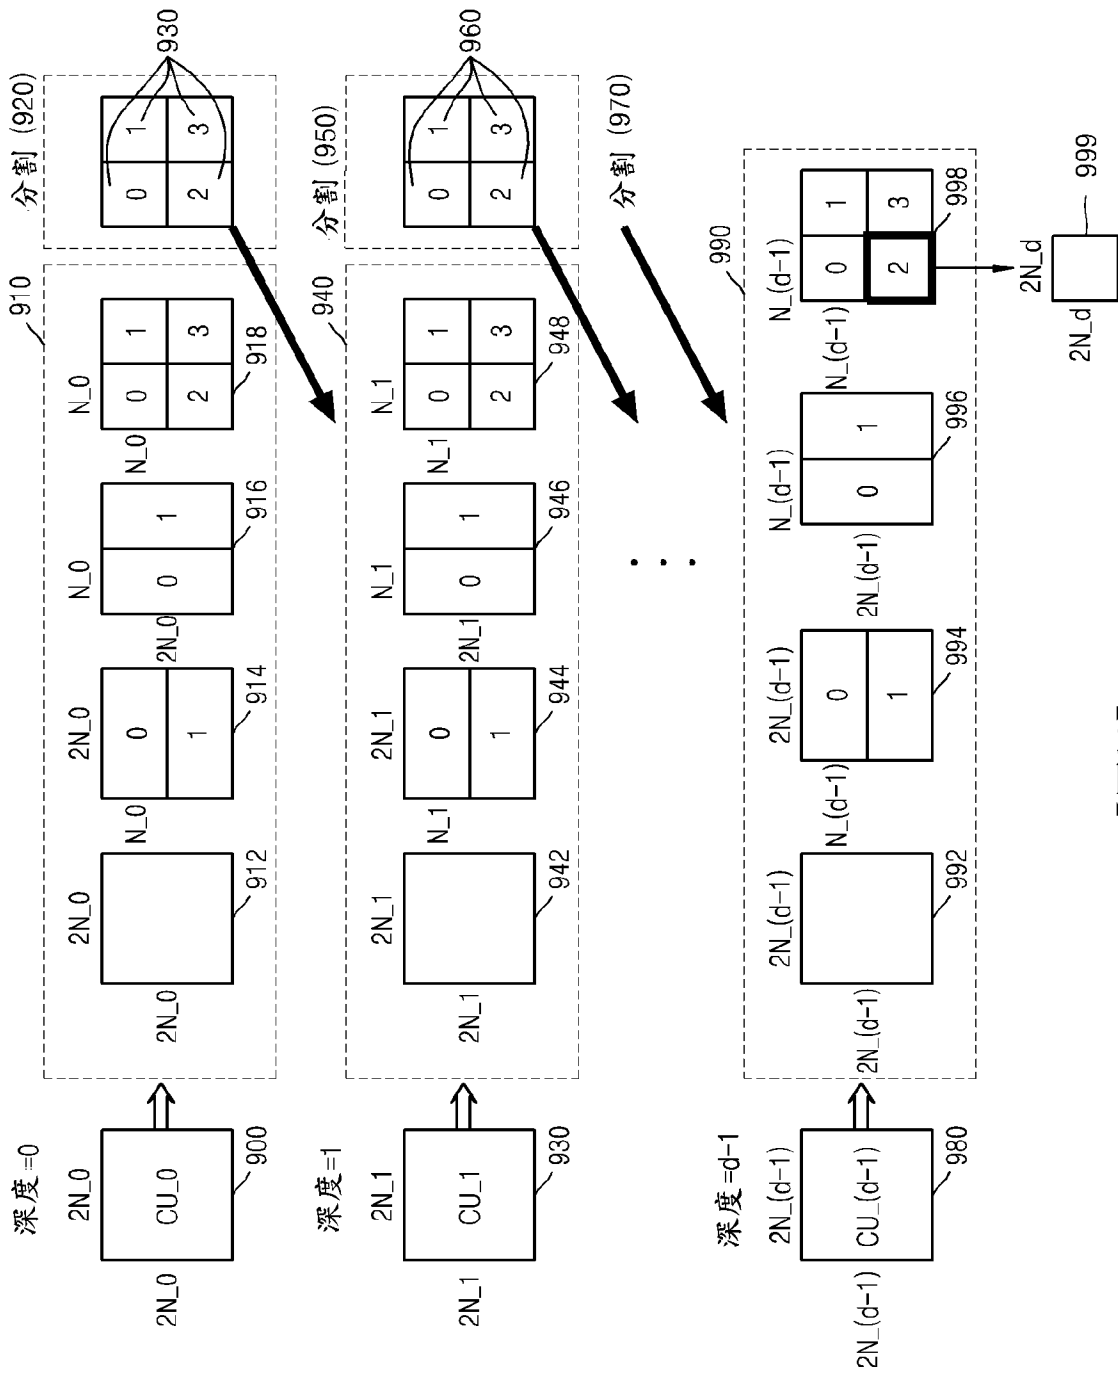 深度=0
分割 (920)
2N_0
CU_0
2N_0
900
910
2N_0
2N_0
912
2N_0
N_0
0
1
914
N_0
2N_0
0
1
916
N_0
N_0
0
1
2
3
918
0
1
2
3
930
深度=1
分割 (950)
2N_1
CU_1
2N_1
930
940
2N_1
2N_1
942
2N_1
N_1
0
1
944
N_1
2N_1
0
1
946
N_1
N_1
0
1
2
3
948
0
1
2
3
960
分割 (970)
深度=d-1
2N_(d-1)
CU_(d-1)
2N_(d-1)
980
990
2N_(d-1)
2N_(d-1)
992
2N_(d-1)
N_(d-1)
0
1
994
N_(d-1)
2N_(d-1)
0
1
996
N_(d-1)
N_(d-1)
0
1
2
3
998
2N_d
2N_d
999